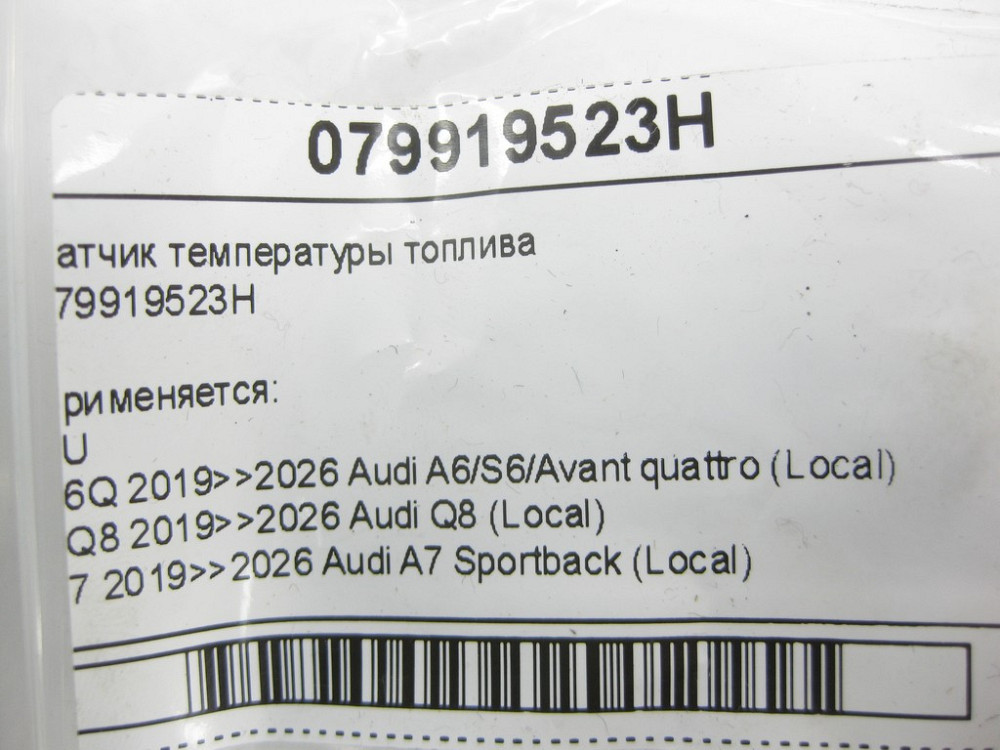 079919523H
атчик температуры топлива
79919523H
рименяется:
U
6Q 2019>>2026 Audi A6/S6/Avant quattro (Local)
Q8 2019>>2026 Audi Q8 (Local)
7 2019>>2026 Audi A7 Sportback (Local)